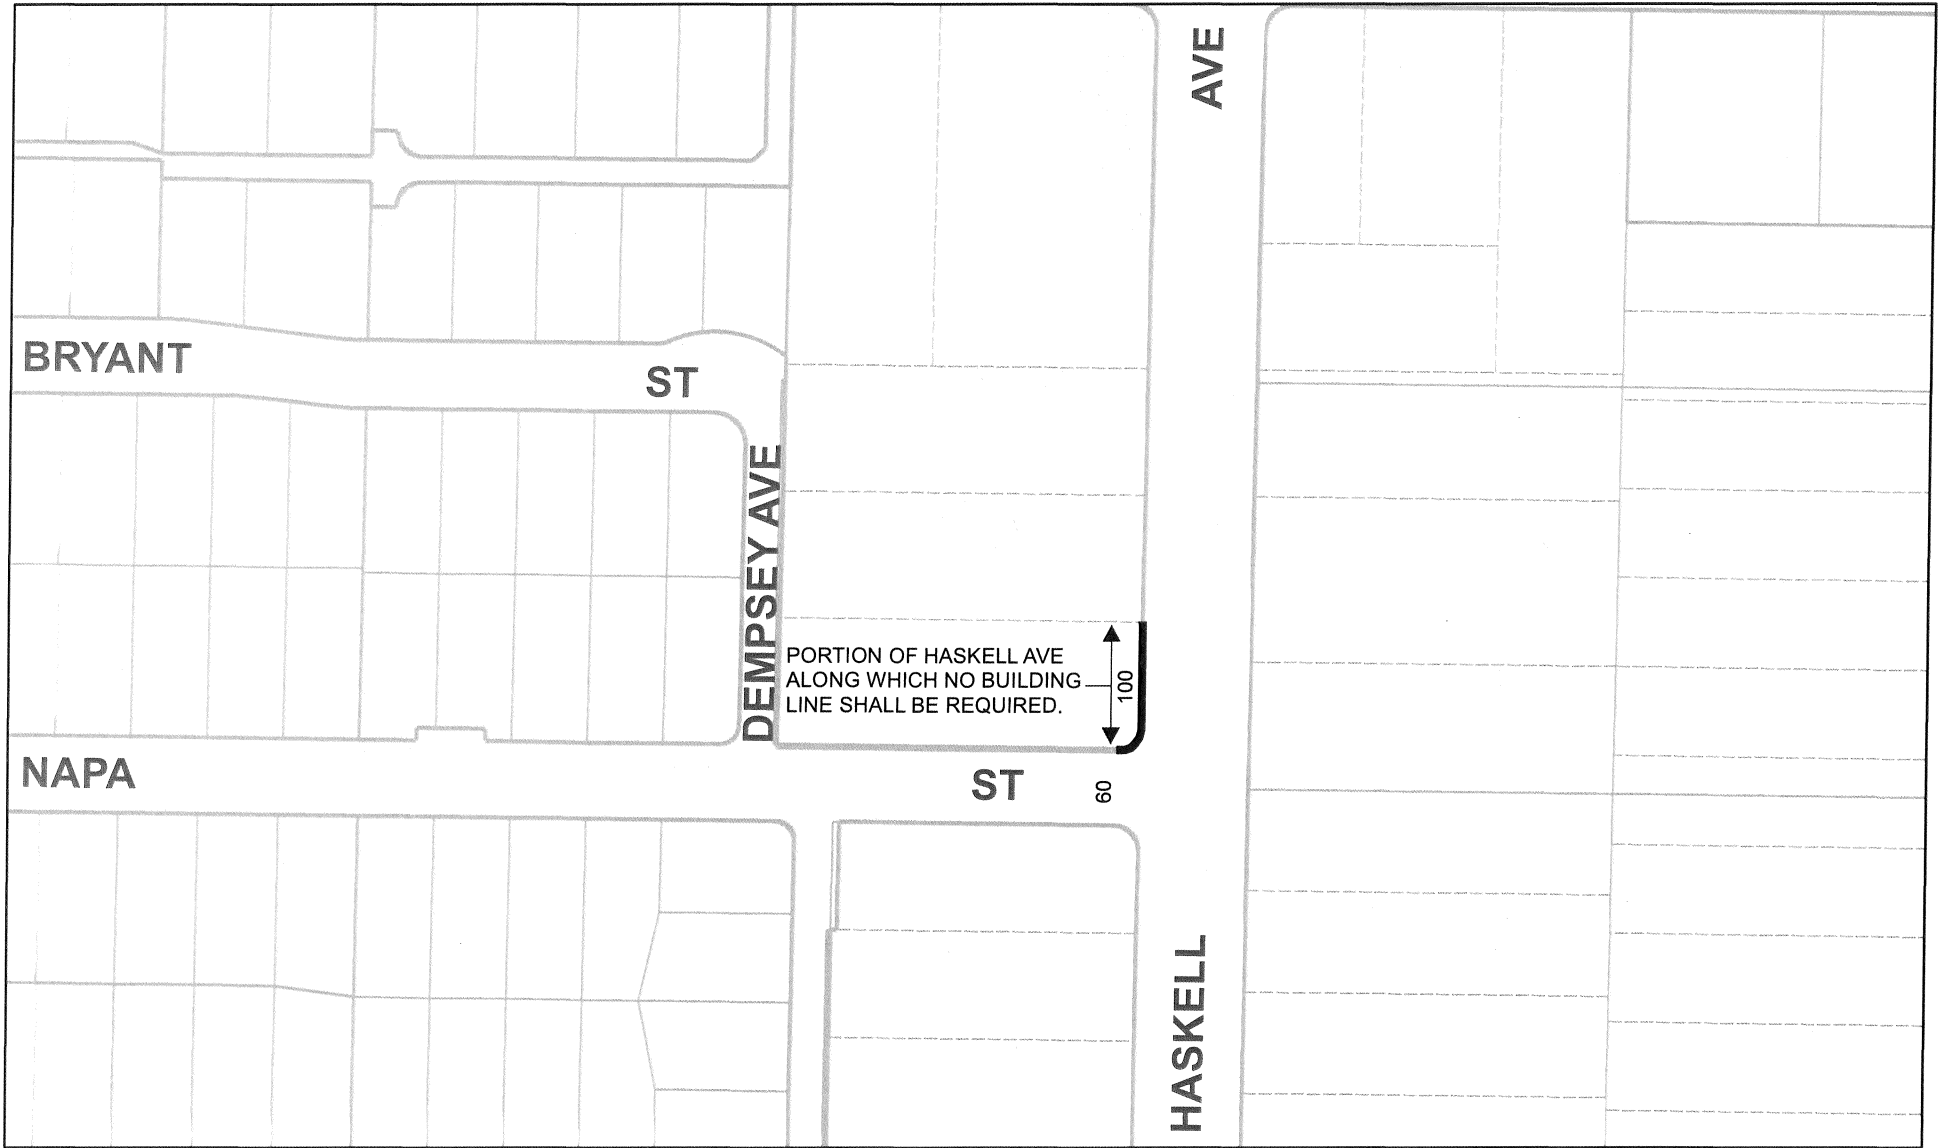 AVE
BRYANT
ST
DEMPSEY AVE
PORTION OF HASKELL AVE
ALONG WHICH NO BUILDING
LINE SHALL BE REQUIRED.
100
NAPA
ST
60
HASKELL